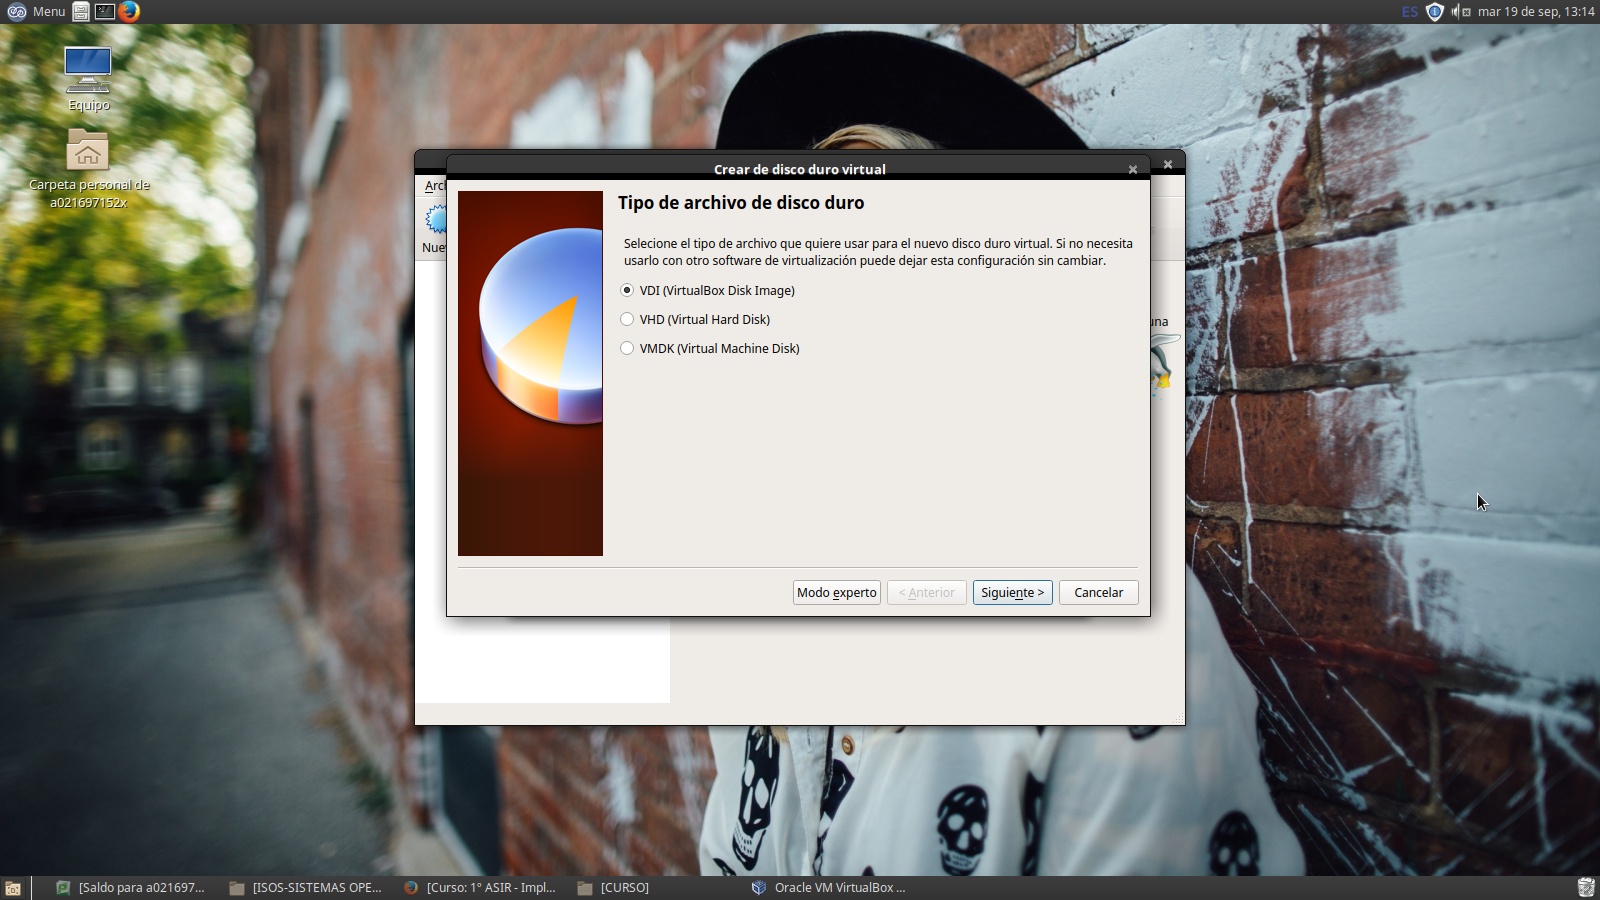 Menu
ES
mar 19 de sep, 13:14
Equipo
Carpeta personal de
a021697152x
Crear de disco duro virtual
Arcl
Nuev
una
Tipo de archivo de disco duro
Selecione el tipo de archivo que quiere usar para el nuevo disco duro virtual. Si no necesita
usarlo con otro software de virtualización puede dejar esta configuración sin cambiar.
VDI (VirtualBox Disk Image)
VHD (Virtual Hard Disk)
VMDK (Virtual Machine Disk)
Modo experto
< Anterior
Siguiente >
Cancelar
[Saldo para a021697...
[ISOS-SISTEMAS OPE...
[Curso: 1º ASIR - Impl...
[CURSO]
Oracle VM VirtualBox ...